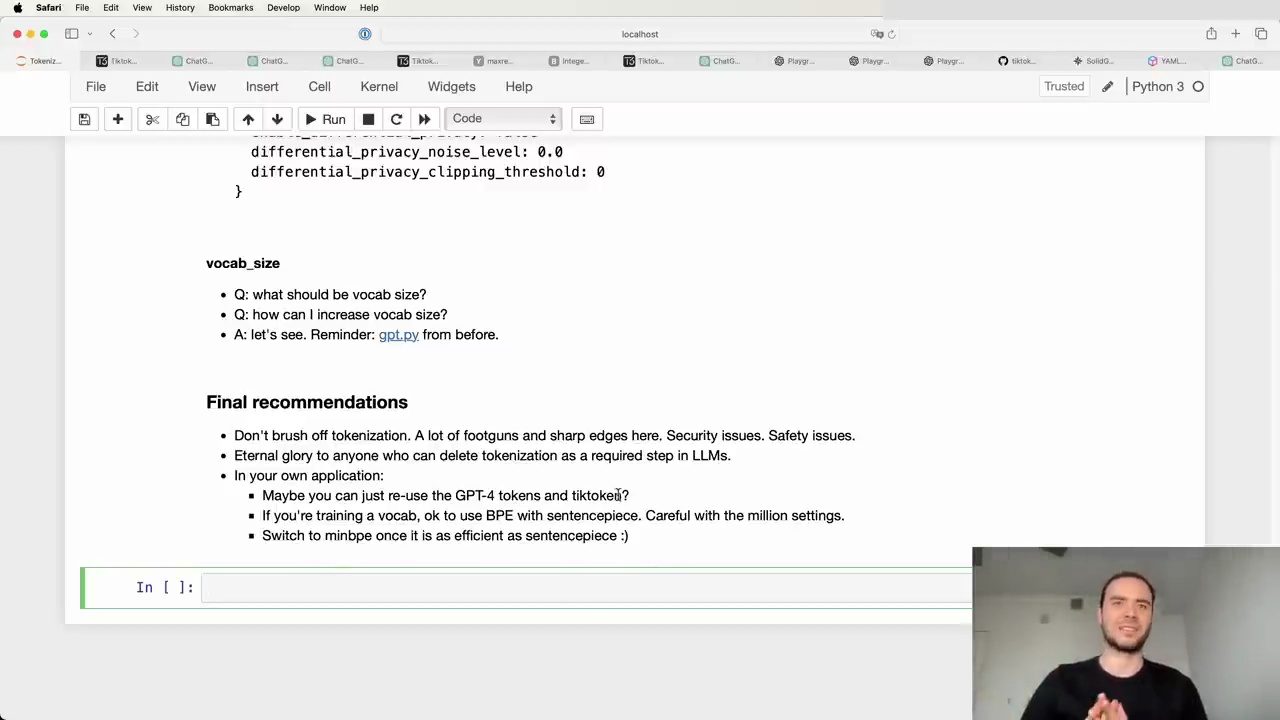 Safari File Edit View History Bookmarks Develop Window Help
localhost
Tokeniz... Tiktok... ChatG... ChatG... ChatG... Tiktok... maxre... Intege... Tiktok... ChatG... Playgr... Playgr... Playgr... tiktok... SolidG... YAML... ChatG...
File Edit View Insert Cell Kernel Widgets Help Trusted Python 3
Run Code
differential_privacy_noise_level: 0.0
differential_privacy_clipping_threshold: 0
}
vocab_size
• Q: what should be vocab size?
• Q: how can I increase vocab size?
• A: let's see. Reminder: gpt.py from before.
Final recommendations
• Don't brush off tokenization. A lot of footguns and sharp edges here. Security issues. Safety issues.
• Eternal glory to anyone who can delete tokenization as a required step in LLMs.
• In your own application:
▪ Maybe you can just re-use the GPT-4 tokens and tiktoken?
▪ If you're training a vocab, ok to use BPE with sentencepiece. Careful with the million settings.
▪ Switch to minbpe once it is as efficient as sentencepiece :)
In [ ]: